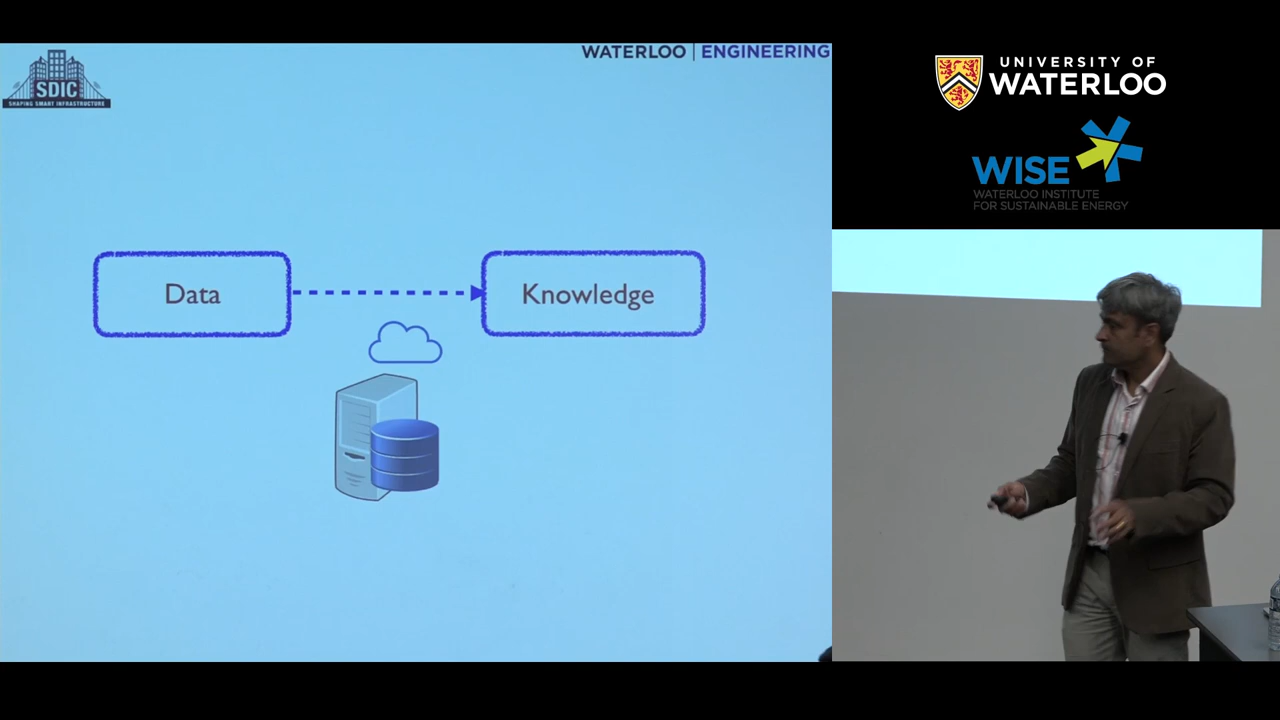 SDIC
SHAPING SMART INFRASTRUCTURE
WATERLOO | ENGINEERING
Data
Knowledge
UNIVERSITY OF
WATERLOO
WISE
WATERLOO INSTITUTE
FOR SUSTAINABLE ENERGY